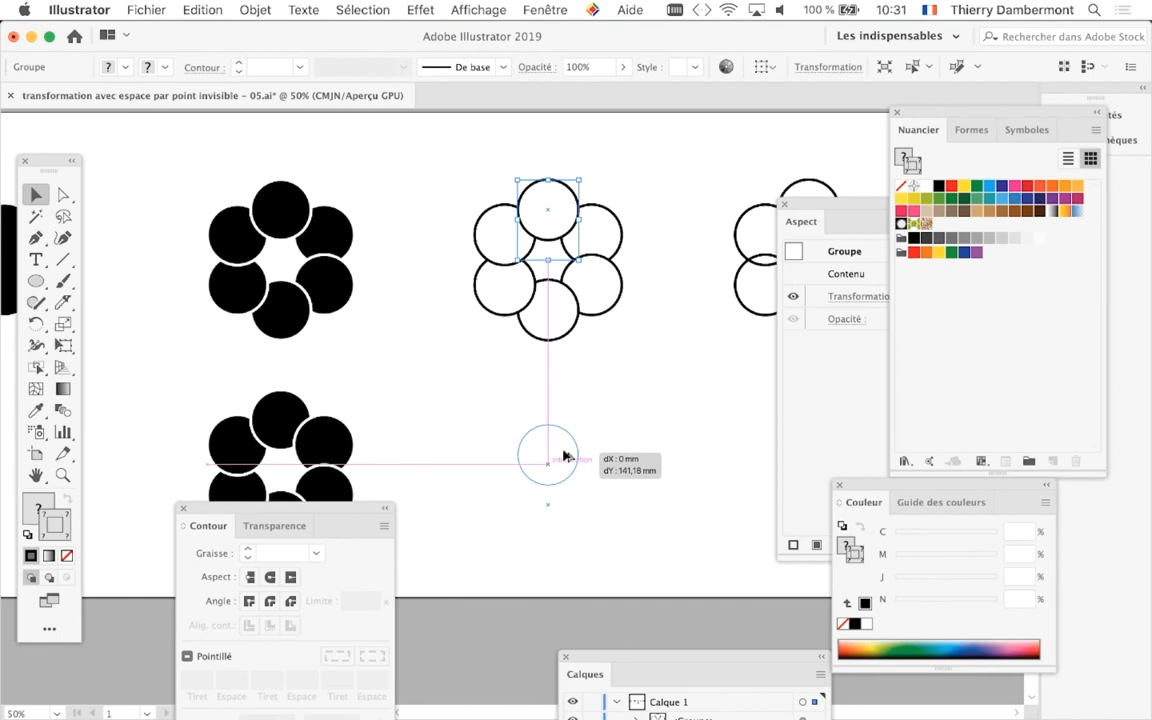 Illustrator Fichier Edition Objet Texte Sélection Effet Affichage Fenêtre Aide 100 % 10:31 Thierry Dambermont
Adobe Illustrator 2019 Les indispensables Rechercher dans Adobe Stock
Groupe ? ? Contour : De base Opacité : 100% Style : Transformation
× transformation avec espace par point invisible - 05.ai* @ 50% (CMJN/Aperçu GPU)
Nuancier Formes Symboles
Aspect
Groupe
Contenu
Transformatio
Opacité :
dX : 0 mm
dY : 141,18 mm
Contour Transparence
Graisse :
Aspect :
Angle : Limite : x
Alig. cont. :
Pointillé
Tiret Espace Tiret Espace Tiret Espace
Couleur Guide des couleurs
C %
M %
J %
N %
Calques
Calque 1
50% 1